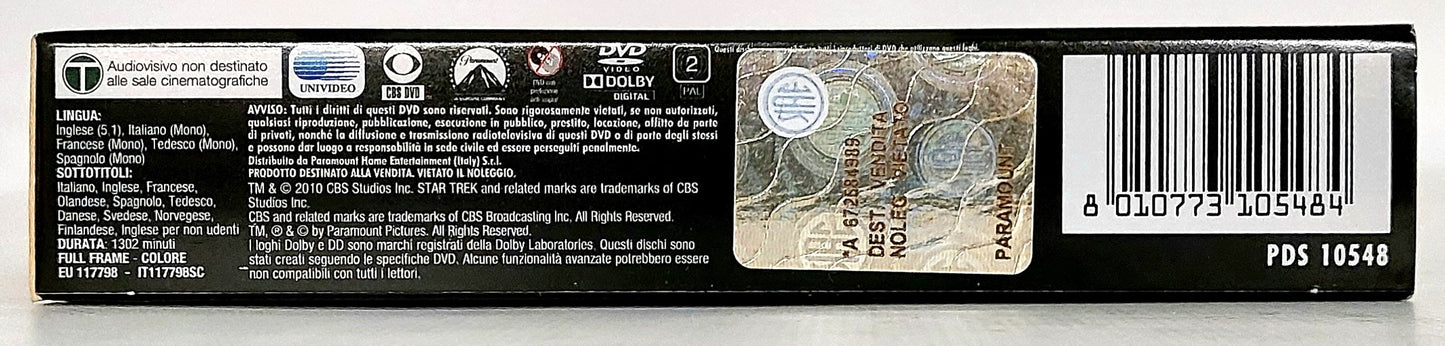 T
Audiovisivo non destinato
alle sale cinematografiche
UNIVIDEO
CBS DVD
Paramount
DVD
VIDEO
DOLBY
DIGITAL
2
PAL
LINGUA:
Inglese (5.1), Italiano (Mono),
Francese (Mono), Tedesco (Mono),
Spagnolo (Mono)
SOTTOTITOLI:
Italiano, Inglese, Francese,
Olandese, Spagnolo, Tedesco,
Danese, Svedese, Norvegese,
Finlandese, Inglese per non udenti
DURATA: 1302 minuti
FULL FRAME - COLORE
EU 117798 - IT117798SC
AVVISO: Tutti i diritti di questi DVD sono riservati. Sono rigorosamente vietati, se non autorizzati,
qualsiasi riproduzione, pubblicazione, esecuzione in pubblico, prestito, locazione, affitto da parte
di privati, nonché la diffusione e trasmissione radiotelevisiva di questi DVD o di parte degli stessi
e possono dar luogo a responsabilità in sede civile ed essere perseguiti penalmente.
Distribuito da Paramount Home Entertainment (Italy) S.r.l.
PRODOTTO DESTINATO ALLA VENDITA. VIETATO IL NOLEGGIO.
TM & © 2010 CBS Studios Inc. STAR TREK and related marks are trademarks of CBS
Studios Inc.
CBS and related marks are trademarks of CBS Broadcasting Inc. All Rights Reserved.
TM, ® & © by Paramount Pictures. All Rights Reserved.
I loghi Dolby e DD sono marchi registrati della Dolby Laboratories. Questi dischi sono
stati creati seguendo le specifiche DVD. Alcune funzionalità avanzate potrebbero essere
non compatibili con tutti i lettori.
*A 672684989
DEST. VENDITA
NOLEG. VIETATO
PARAMOUNT
8 010773 105484
PDS 10548